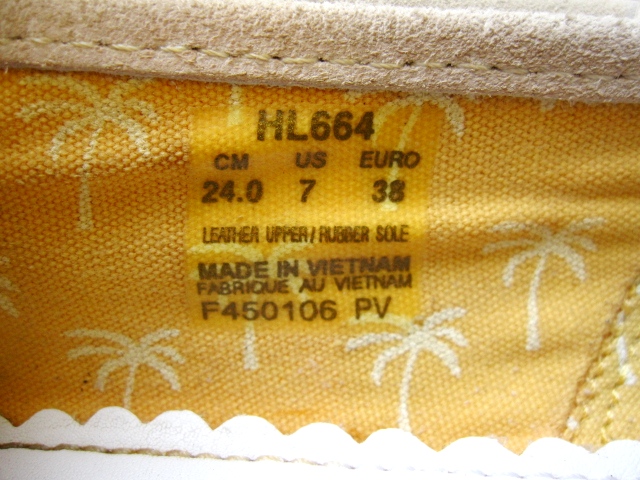 HL664
CM US EURO
24.0 7 38
LEATHER UPPER/RUBBER SOLE
MADE IN VIETNAM
FABRIQUE AU VIETNAM
F450106 PV